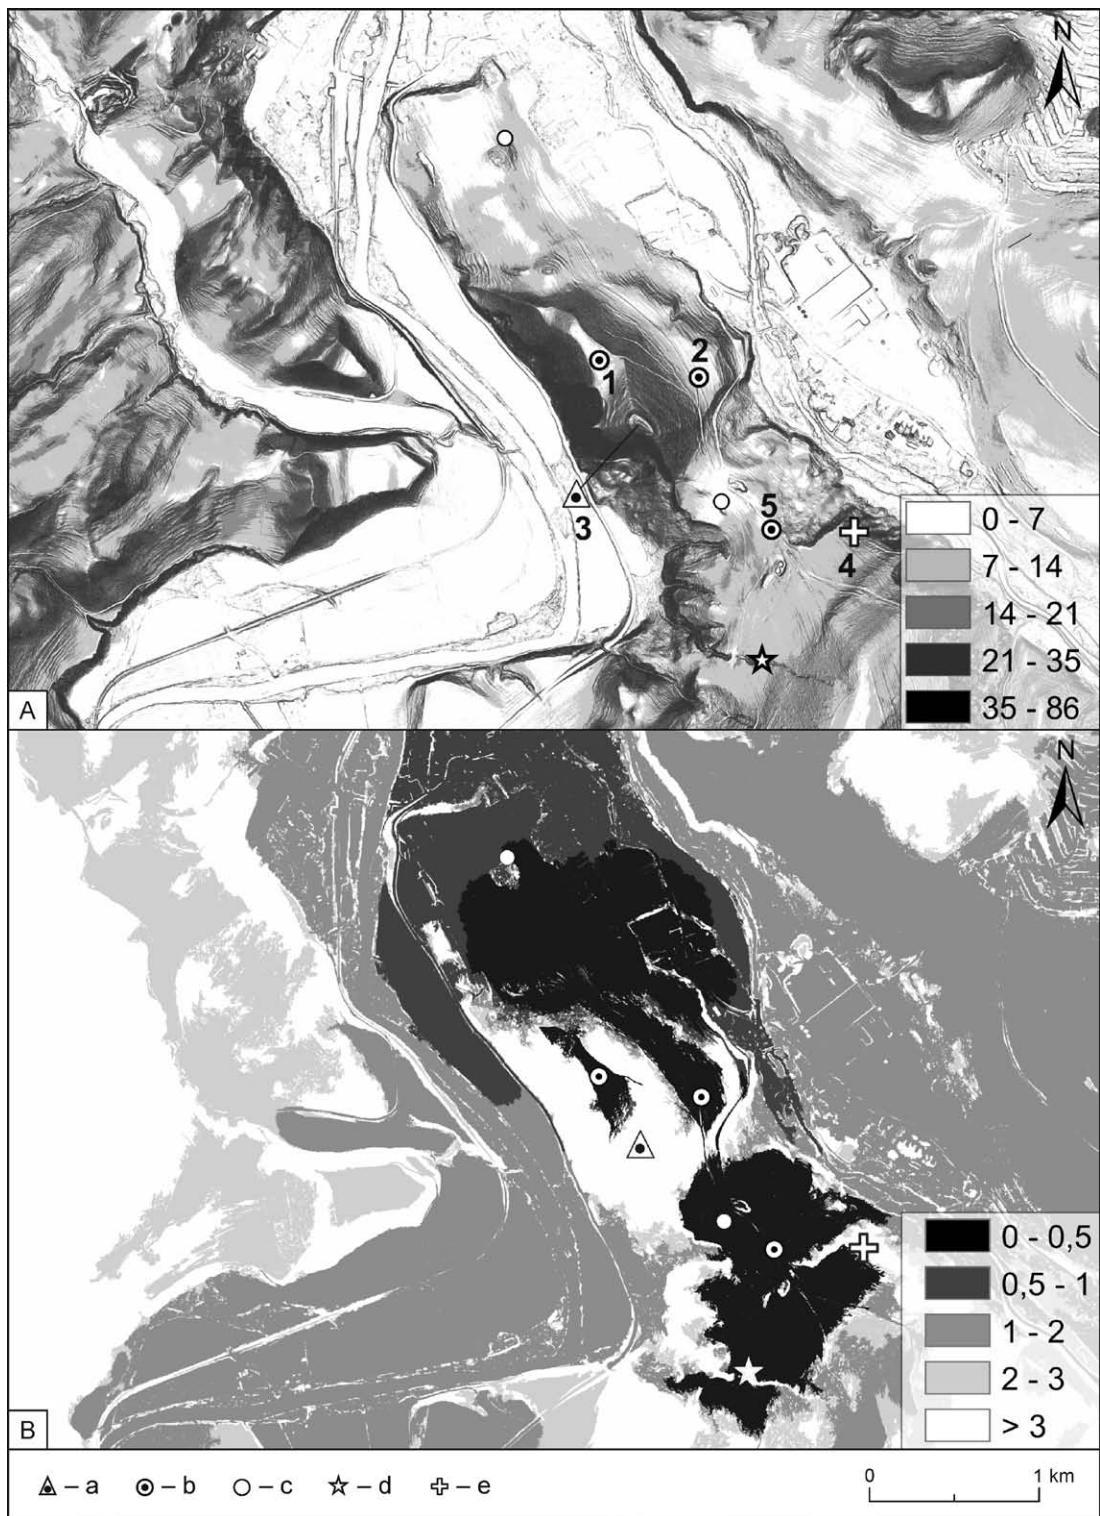 N
1
2
3
5
4
0 - 7
7 - 14
14 - 21
21 - 35
35 - 86
A
N
0 - 0,5
0,5 - 1
1 - 2
2 - 3
> 3
B
– a – b – c – d – e
0 1 km